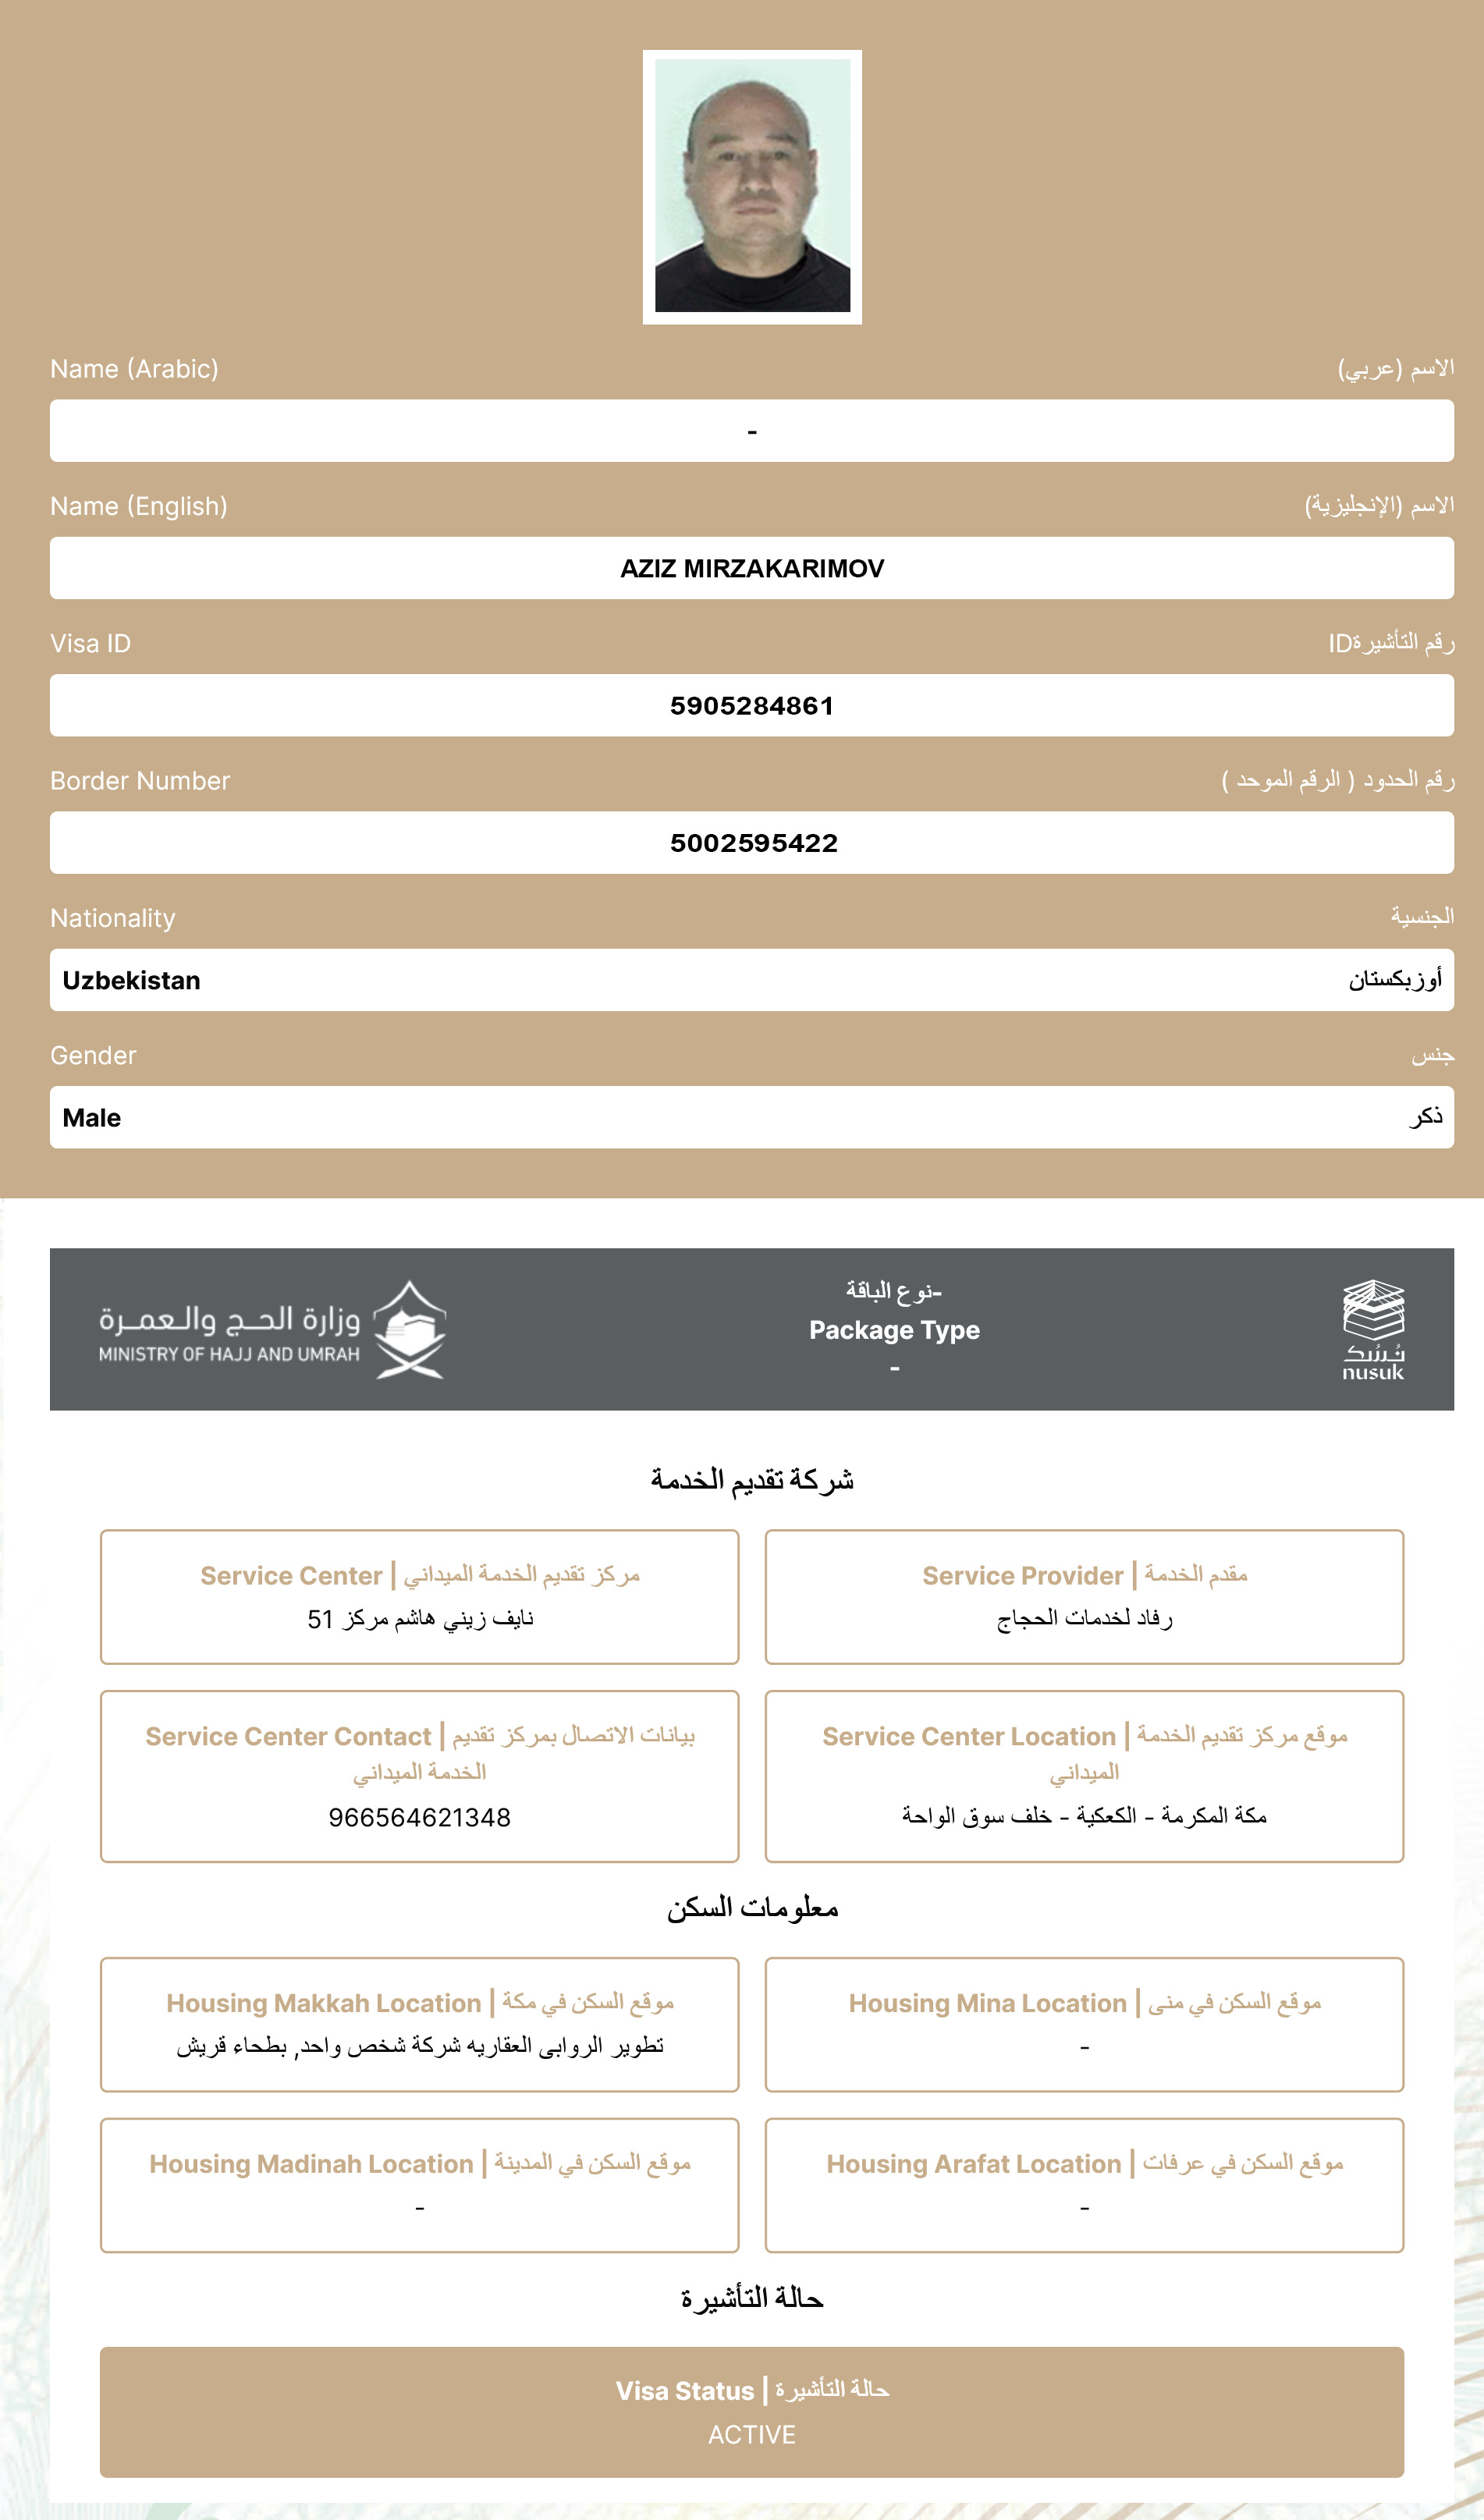 Name (Arabic) الاسم (عربي)
-
Name (English) الاسم (الإنجليزية)
AZIZ MIRZAKARIMOV
Visa ID رقم التأشيرةID
5905284861
Border Number رقم الحدود ( الرقم الموحد )
5002595422
Nationality الجنسية
Uzbekistan أوزبكستان
Gender جنس
Male ذكر
وزارة الحج والعمرة
MINISTRY OF HAJJ AND UMRAH
نوع الباقة-
Package Type
-
نُسُك
nusuk
شركة تقديم الخدمة
Service Center | مركز تقديم الخدمة الميداني
نايف زيني هاشم مركز 51
Service Provider | مقدم الخدمة
رفاد لخدمات الحجاج
Service Center Contact | بيانات الاتصال بمركز تقديم
الخدمة الميداني
966564621348
Service Center Location | موقع مركز تقديم الخدمة
الميداني
مكة المكرمة - الكعكية - خلف سوق الواحة
معلومات السكن
Housing Makkah Location | موقع السكن في مكة
تطوير الروابى العقاريه شركة شخص واحد, بطحاء قريش
Housing Mina Location | موقع السكن في منى
-
Housing Madinah Location | موقع السكن في المدينة
-
Housing Arafat Location | موقع السكن في عرفات
-
حالة التأشيرة
Visa Status | حالة التأشيرة
ACTIVE